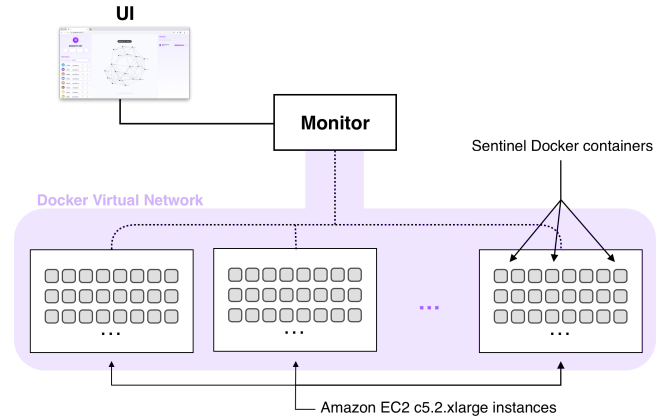 UI
Monitor
Sentinel Docker containers
Docker Virtual Network
...
...
...
...
Amazon EC2 c5.2.xlarge instances